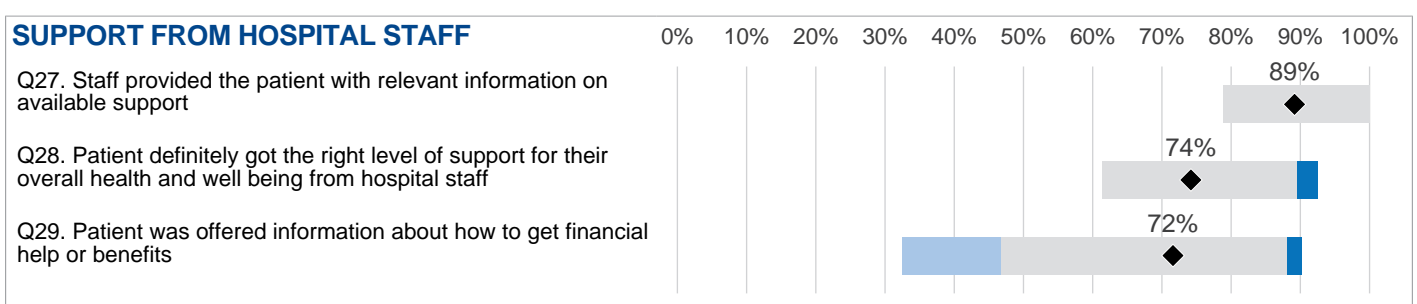 SUPPORT FROM HOSPITAL STAFF 0% 10% 20% 30% 40% 50% 60% 70% 80% 90% 100%
Q27. Staff provided the patient with relevant information on
available support
89%
Q28. Patient definitely got the right level of support for their
overall health and well being from hospital staff
74%
Q29. Patient was offered information about how to get financial
help or benefits
72%